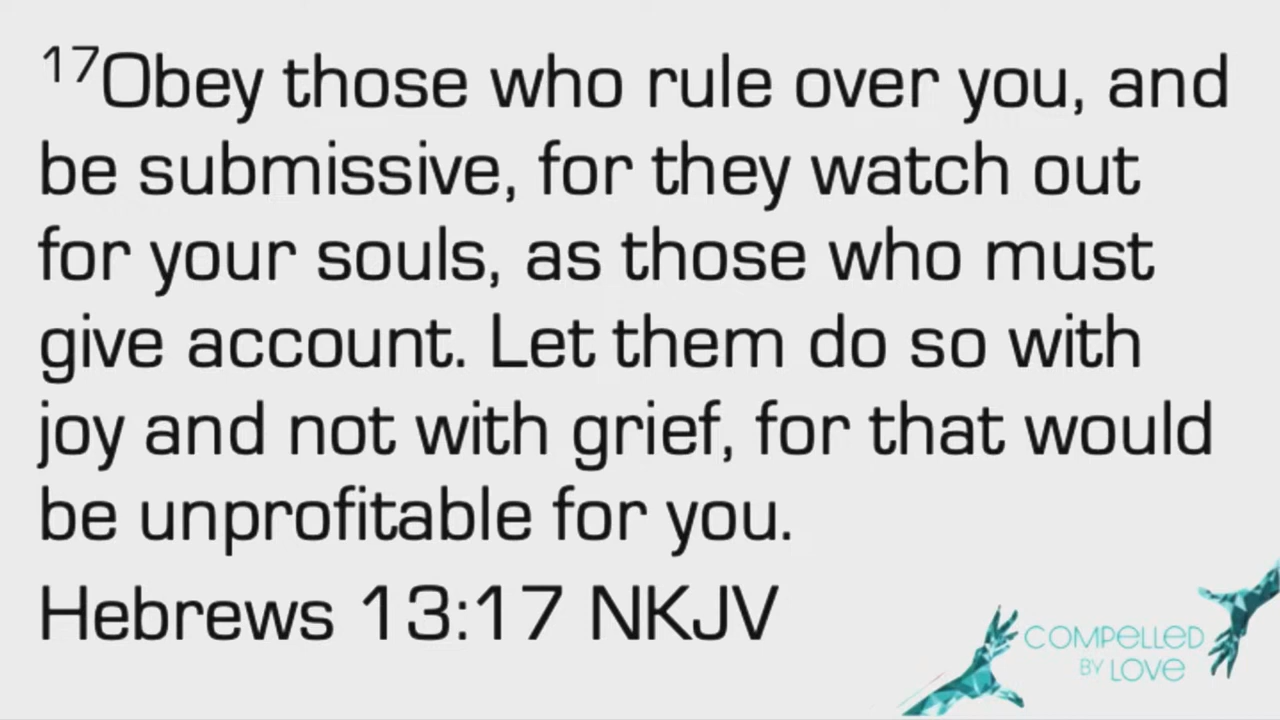 17Obey those who rule over you, and
be submissive, for they watch out
for your souls, as those who must
give account. Let them do so with
joy and not with grief, for that would
be unprofitable for you.
Hebrews 13:17 NKJV
COMPELLED
BY LOVE